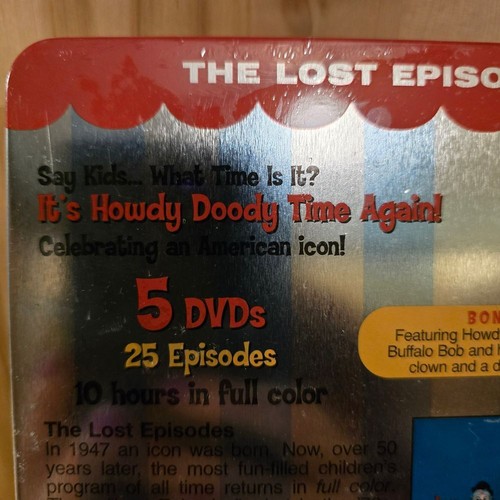 THE LOST EPISO
Say Kids... What Time Is It?
It's Howdy Doody Time Again!
Celebrating an American icon!
5 DVDs
25 Episodes
10 hours in full color
BON
Featuring Howd
Buffalo Bob and h
clown and a d
The Lost Episodes
In 1947 an icon was born. Now, over 50
years later, the most fun-filled children's
program of all time returns in full color.